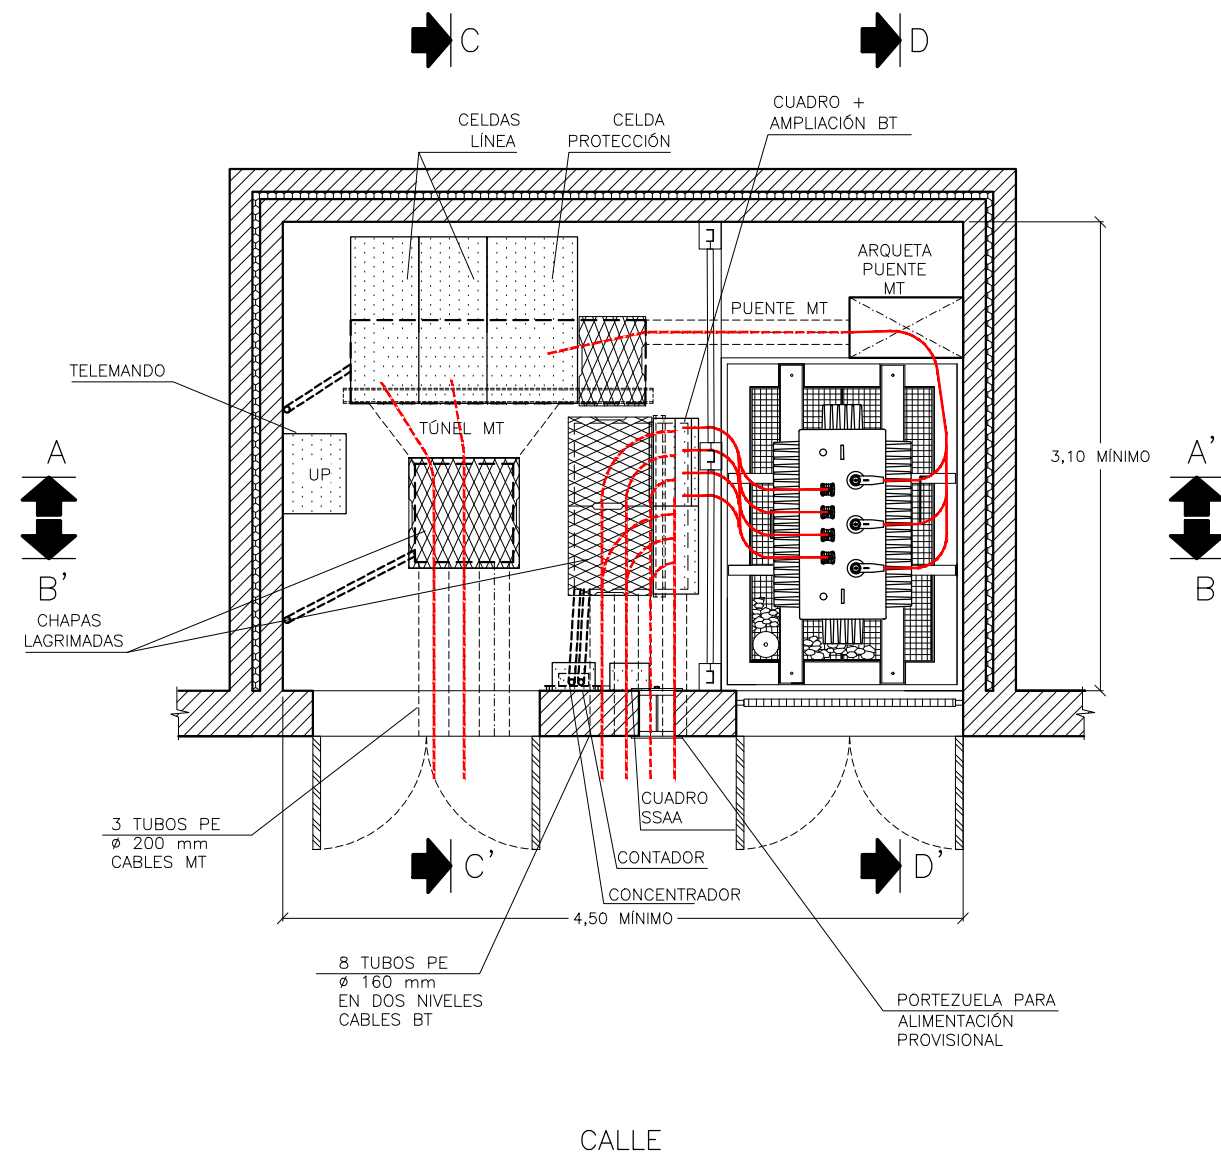 C
D
CUADRO +
AMPLIACIÓN BT
CELDAS
LÍNEA
CELDA
PROTECCIÓN
ARQUETA
PUENTE
MT
PUENTE MT
TELEMANDO
TÚNEL MT
A
UP
3,10 MÍNIMO
A'
B'
B
CHAPAS
LAGRIMADAS
CUADRO
SSAA
3 TUBOS PE
ø 200 mm
CABLES MT
C'
CONTADOR
D'
CONCENTRADOR
4,50 MÍNIMO
8 TUBOS PE
ø 160 mm
EN DOS NIVELES
CABLES BT
PORTEZUELA PARA
ALIMENTACIÓN
PROVISIONAL
CALLE